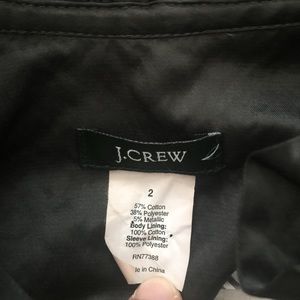 J.CREW
2
57% Cotton
38% Polyester
5% Metallic
Body Lining:
100% Cotton
Sleeve Lining:
100% Polyester
RN77388
in China